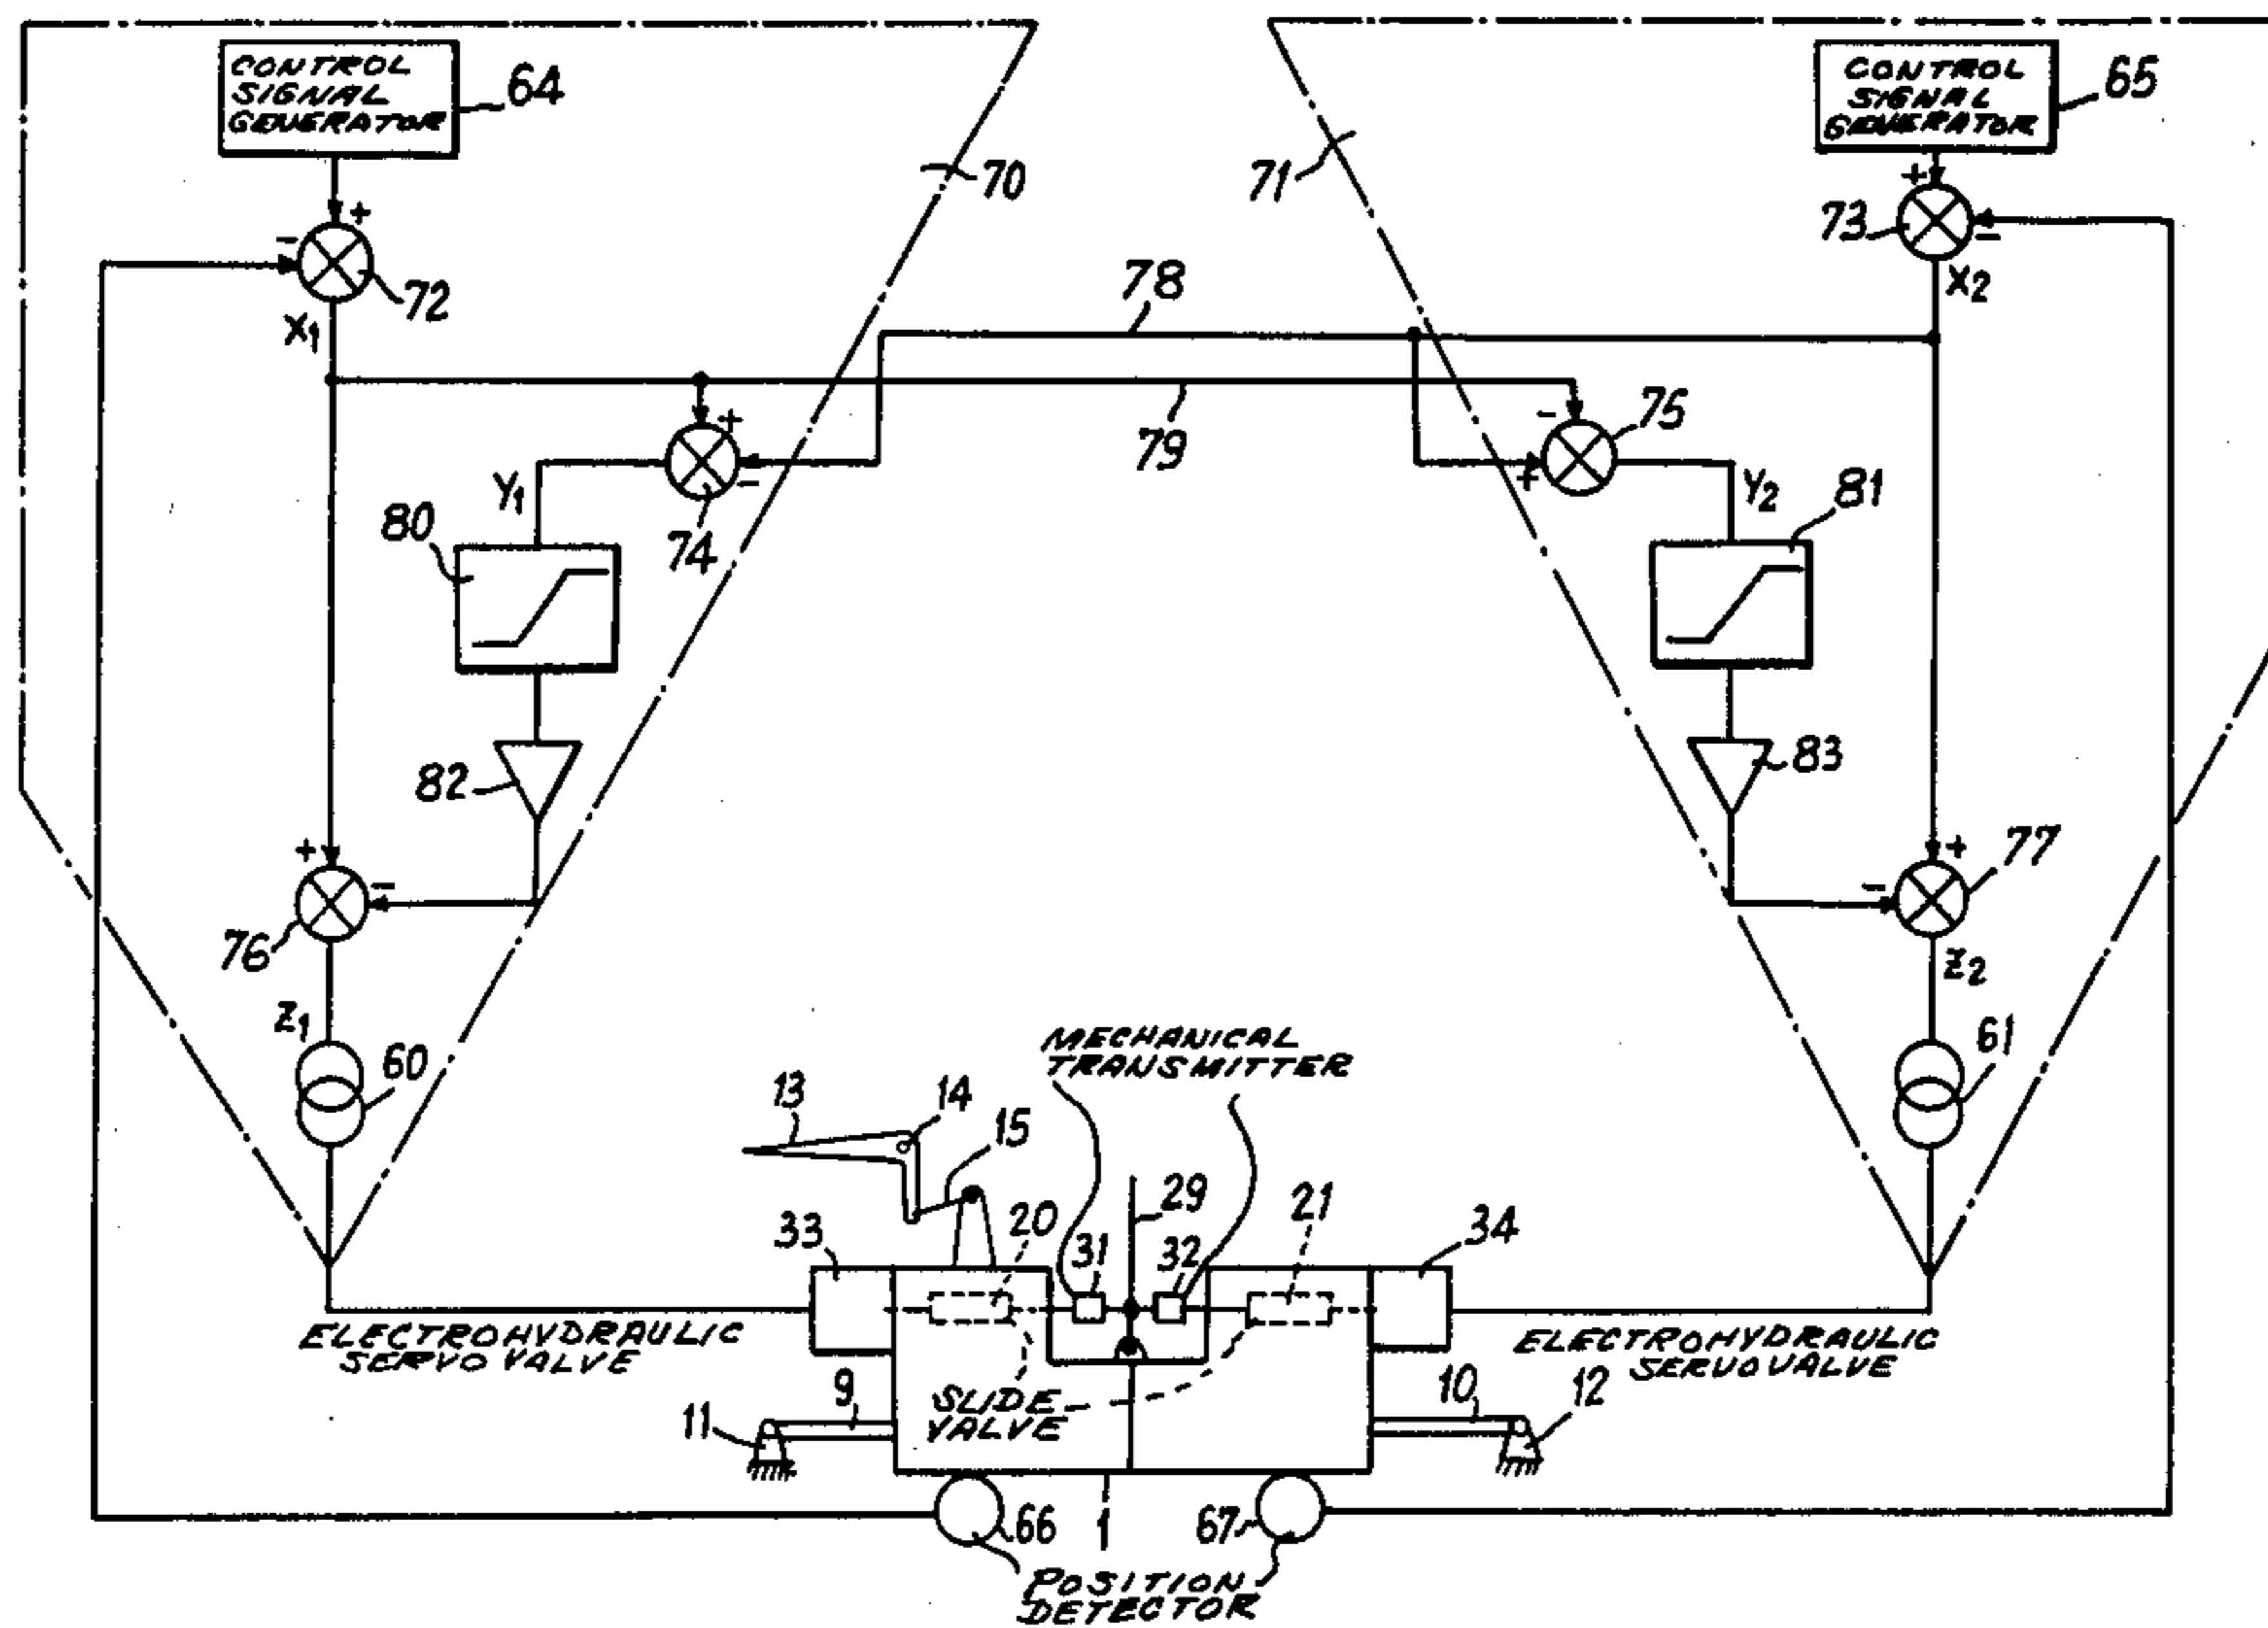 CONTROL
SIGNAL
GENERATOR
64
CONTROL
SIGNAL
GENERATOR
65
70
71
+
-
72
X1
+
73
-
X2
78
79
+
-
74
Y1
80
-
+
75
Y2
81
82
83
+
-
76
Z1
60
+
-
77
Z2
61
MECHANICAL
TRANSMITTER
13
14
15
20
29
31
32
21
33
34
ELECTROHYDRAULIC
SERVO VALVE
ELECTROHYDRAULIC
SERVOVALVE
SLIDE
VALVE
11
9
10
12
66
1
67
POSITION
DETECTOR